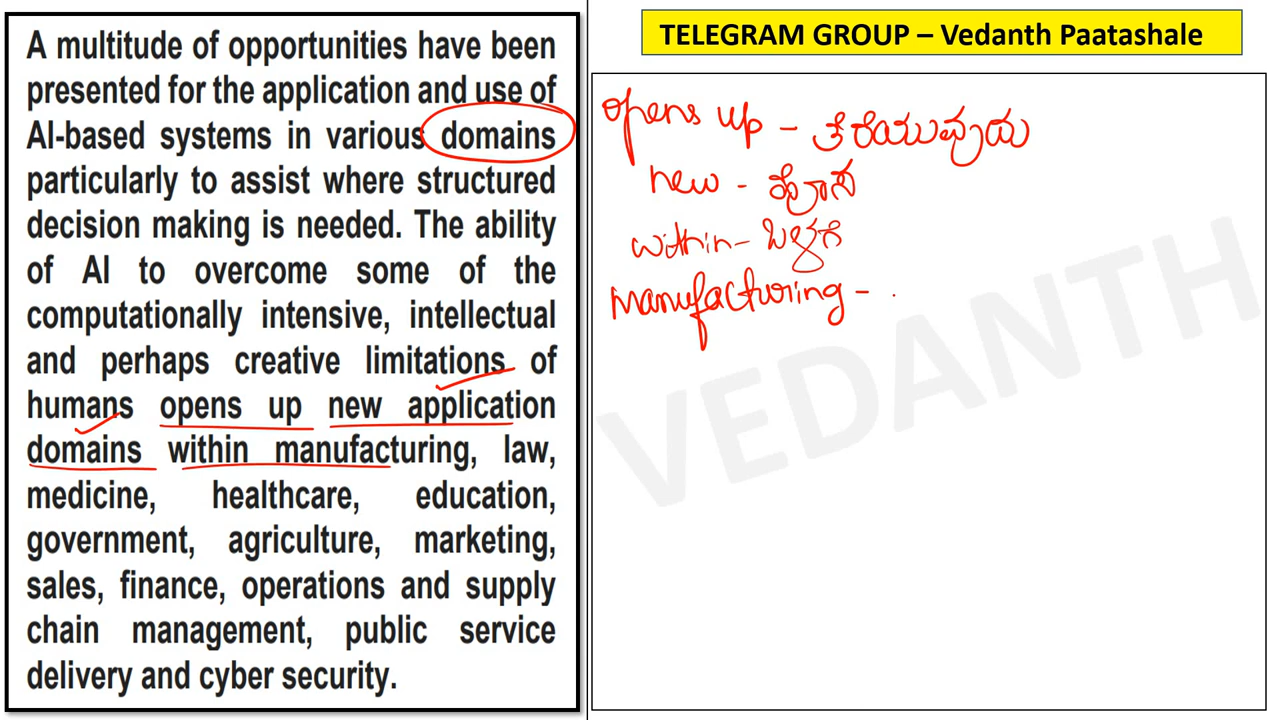 A multitude of opportunities have been
presented for the application and use of
AI-based systems in various domains
particularly to assist where structured
decision making is needed. The ability
of AI to overcome some of the
computationally intensive, intellectual
and perhaps creative limitations of
humans opens up new application
domains within manufacturing, law,
medicine, healthcare, education,
government, agriculture, marketing,
sales, finance, operations and supply
chain management, public service
delivery and cyber security.
TELEGRAM GROUP – Vedanth Paatashale
opens up – ತೆರೆಯುವುದು
new - ಹೊಸ
within – ಒಳಗೆ
manufacturing –
VEDANTH